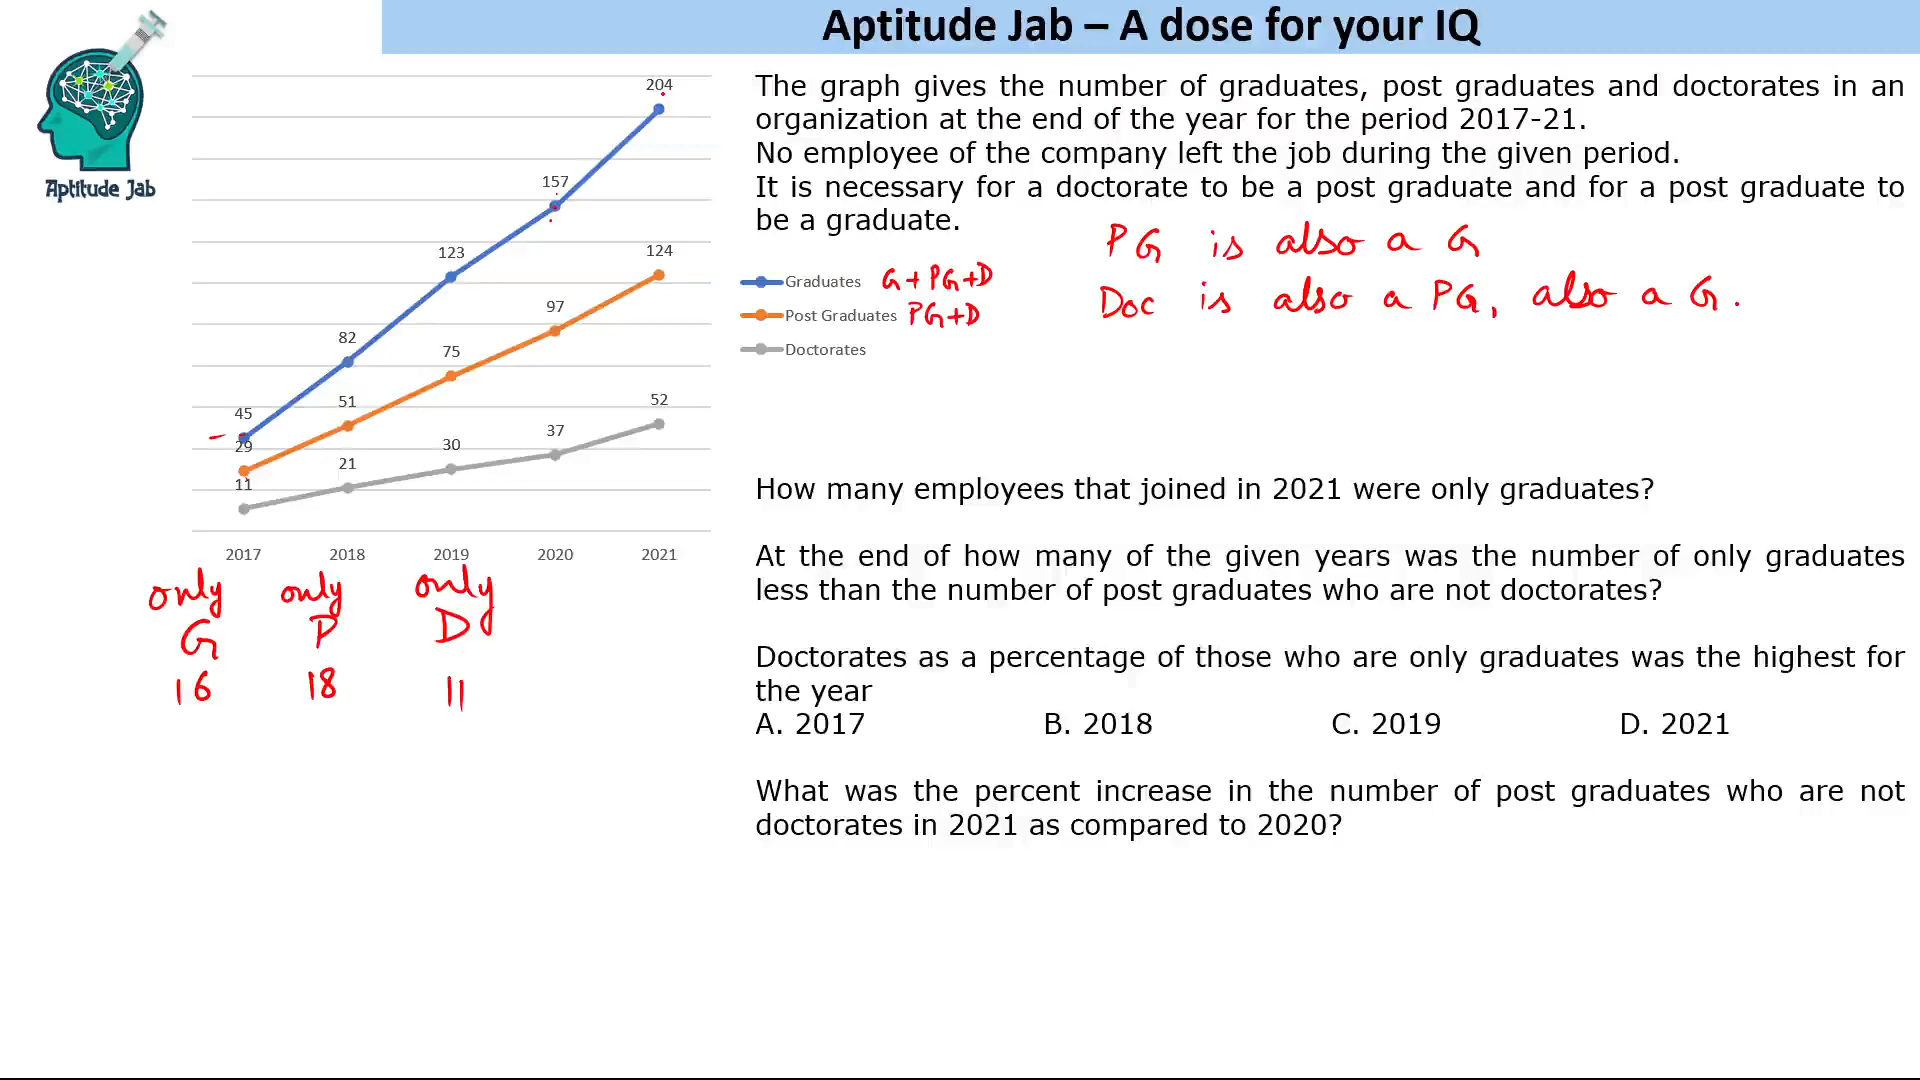 Aptitude Jab – A dose for your IQ
Aptitude Jab
The graph gives the number of graduates, post graduates and doctorates in an
organization at the end of the year for the period 2017-21.
No employee of the company left the job during the given period.
It is necessary for a doctorate to be a post graduate and for a post graduate to
be a graduate.
PG is also a G
Doc is also a PG, also a G.
Graduates G + PG+D
Post Graduates PG+D
Doctorates
204
157
123
124
97
82
75
51
45
29
11
21
30
37
52
2017 2018 2019 2020 2021
only only only
G P D
16 18 11
How many employees that joined in 2021 were only graduates?
At the end of how many of the given years was the number of only graduates
less than the number of post graduates who are not doctorates?
Doctorates as a percentage of those who are only graduates was the highest for
the year
A. 2017 B. 2018 C. 2019 D. 2021
What was the percent increase in the number of post graduates who are not
doctorates in 2021 as compared to 2020?